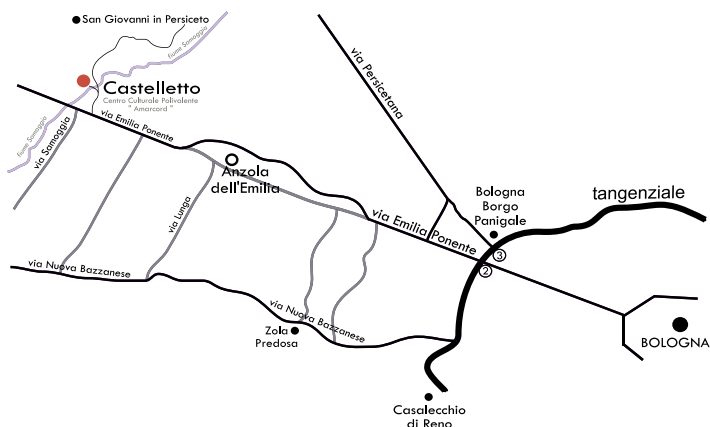 San Giovanni in Persiceto
fiume Samoggia
Castelletto
Centro Culturale Polivalente
" Amarcord "
via Emilia Ponente
fiume Samoggia
via Samoggia
via Persicetana
Anzola
dell'Emilia
via Lunga
Bologna
Borgo
Panigale
tangenziale
via Emilia Ponente
3
2
via Nuova Bazzanese
via Nuova Bazzanese
Zola
Predosa
BOLOGNA
Casalecchio
di Reno